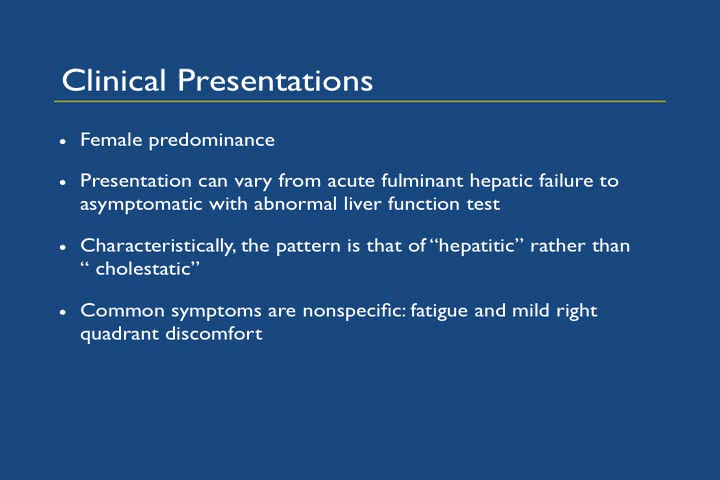 Clinical Presentations
• Female predominance
• Presentation can vary from acute fulminant hepatic failure to
asymptomatic with abnormal liver function test
• Characteristically, the pattern is that of “hepatitic” rather than
“ cholestatic”
• Common symptoms are nonspecific: fatigue and mild right
quadrant discomfort